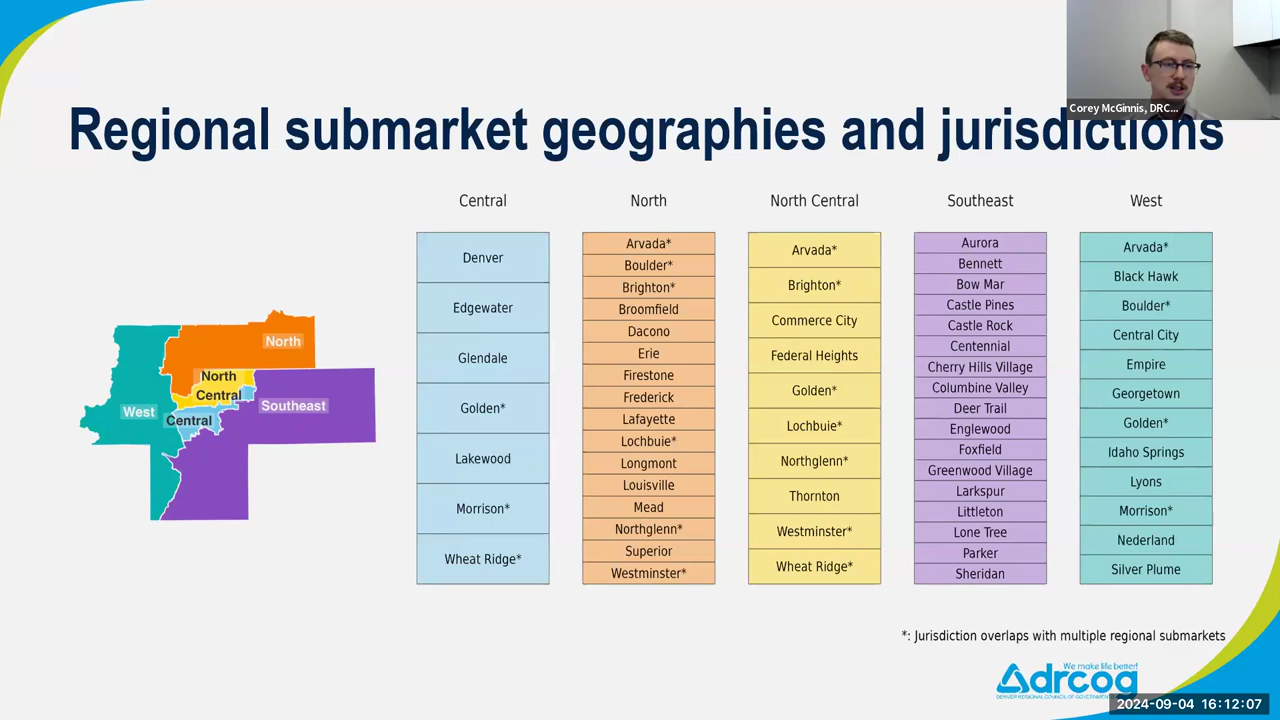 Corey McGinnis, DRC...
Regional submarket geographies and jurisdictions
Central
Denver
Edgewater
Glendale
Golden*
Lakewood
Morrison*
Wheat Ridge*
North
Arvada*
Boulder*
Brighton*
Broomfield
Dacono
Erie
Firestone
Frederick
Lafayette
Lochbuie*
Longmont
Louisville
Mead
Northglenn*
Superior
Westminster*
North Central
Arvada*
Brighton*
Commerce City
Federal Heights
Golden*
Lochbuie*
Northglenn*
Thornton
Westminster*
Wheat Ridge*
Southeast
Aurora
Bennett
Bow Mar
Castle Pines
Castle Rock
Centennial
Cherry Hills Village
Columbine Valley
Deer Trail
Englewood
Foxfield
Greenwood Village
Larkspur
Littleton
Lone Tree
Parker
Sheridan
West
Arvada*
Black Hawk
Boulder*
Central City
Empire
Georgetown
Golden*
Idaho Springs
Lyons
Morrison*
Nederland
Silver Plume
North
North
Central
West
Central
Southeast
*: Jurisdiction overlaps with multiple regional submarkets
We make life better!
drcog
DENVER REGIONAL COUNCIL OF GOVERNMENTS
2024-09-04 16:12:07